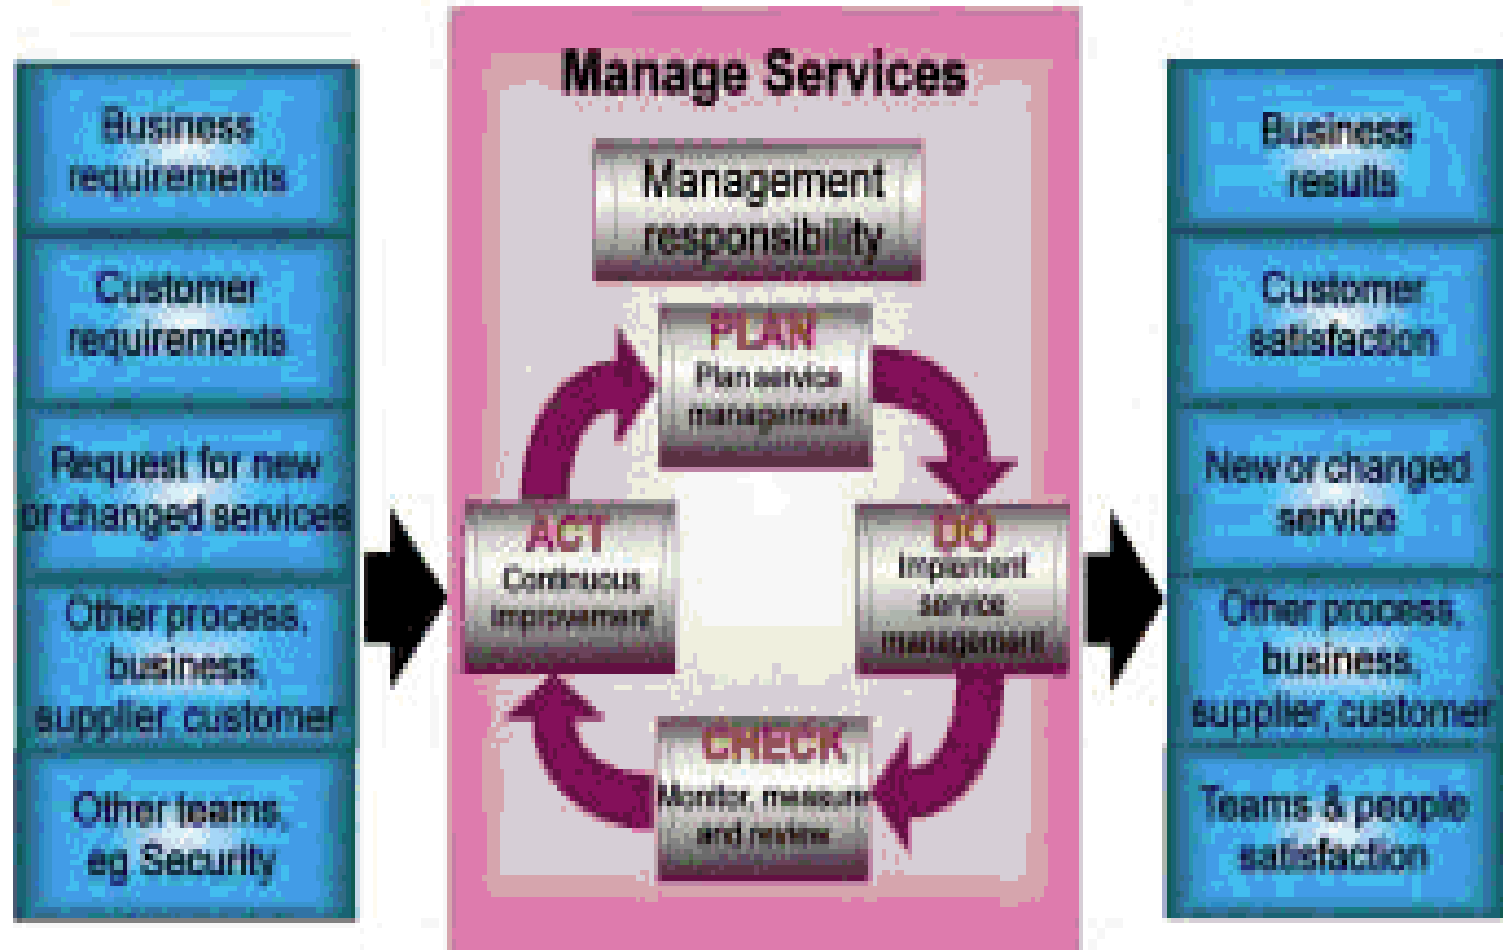 Business
requirements
Customer
requirements
Request for new
or changed services
Other process,
business,
supplier, customer
Other teams,
eg Security
Manage Services
Management
responsibility
PLAN
Plan service
management
ACT
Continuous
improvement
DO
Implement
service
management
CHECK
Monitor, measure
and review
Business
results
Customer
satisfaction
New or changed
service
Other process,
business,
supplier, customer
Teams & people
satisfaction